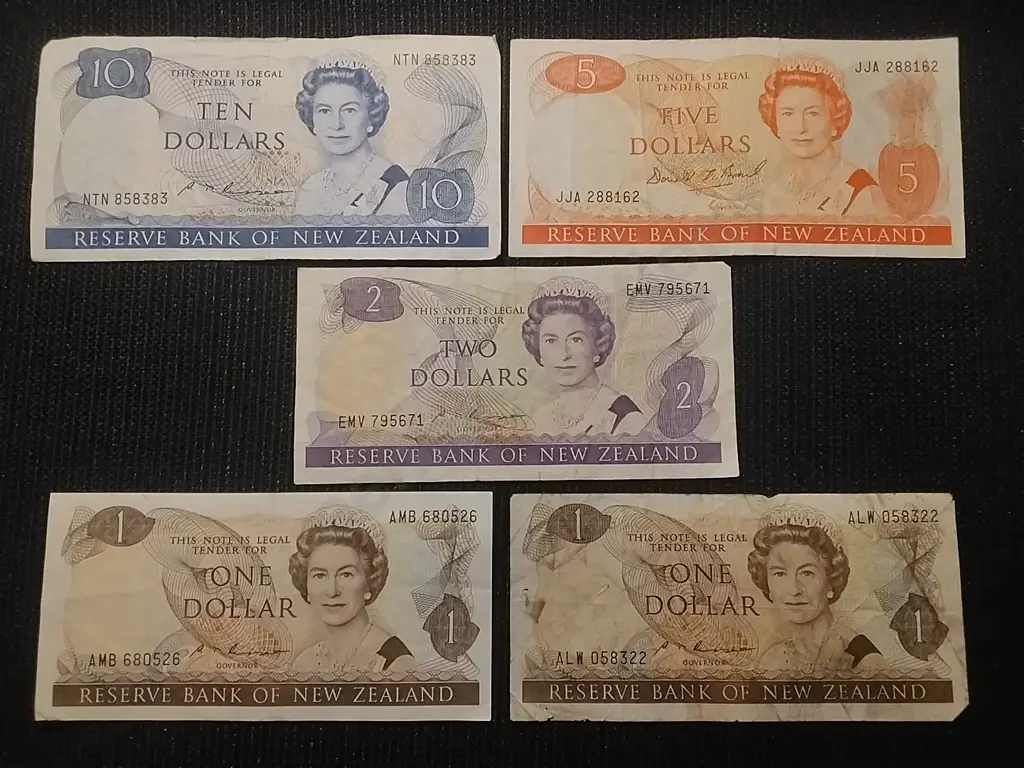 10
NTN 858383
THIS NOTE IS LEGAL
TENDER FOR
TEN
DOLLARS
NTN 858383
GOVERNOR
10
RESERVE BANK OF NEW ZEALAND
5
JJA 288162
THIS NOTE IS LEGAL
TENDER FOR
FIVE
DOLLARS
JJA 288162
GOVERNOR
5
RESERVE BANK OF NEW ZEALAND
2
EMV 795671
THIS NOTE IS LEGAL
TENDER FOR
TWO
DOLLARS
EMV 795671
GOVERNOR
2
RESERVE BANK OF NEW ZEALAND
1
AMB 680526
THIS NOTE IS LEGAL
TENDER FOR
ONE
DOLLAR
AMB 680526
GOVERNOR
1
RESERVE BANK OF NEW ZEALAND
1
ALW 058322
THIS NOTE IS LEGAL
TENDER FOR
ONE
DOLLAR
ALW 058322
GOVERNOR
1
RESERVE BANK OF NEW ZEALAND